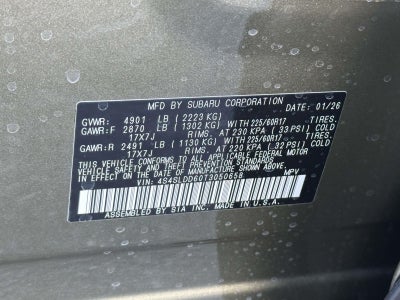 MFD BY SUBARU CORPORATION DATE: 01/26
GVWR: 4901 LB (2223 KG)
GAWR:F 2870 LB (1302 KG) WITH 225/60R17
17X7J RIMS, AT 230 KPA (33 PSI) COLD
GAWR:R 2491 LB (1130 KG) WITH 225/60R17
17X7J RIMS, AT 220 KPA (32 PSI) COLD
THIS VEHICLE CONFORMS TO ALL APPLICABLE FEDERAL MOTOR
VEHICLE SAFETY AND THEFT PREVENTION STANDARDS
IN EFFECT ON THE DATE OF MANUFACTURE SHOWN ABOVE.
VIN: 4S4SLDD60T3050658 MPV
ASSEMBLED BY SIA INC. MADE IN U.S.A.